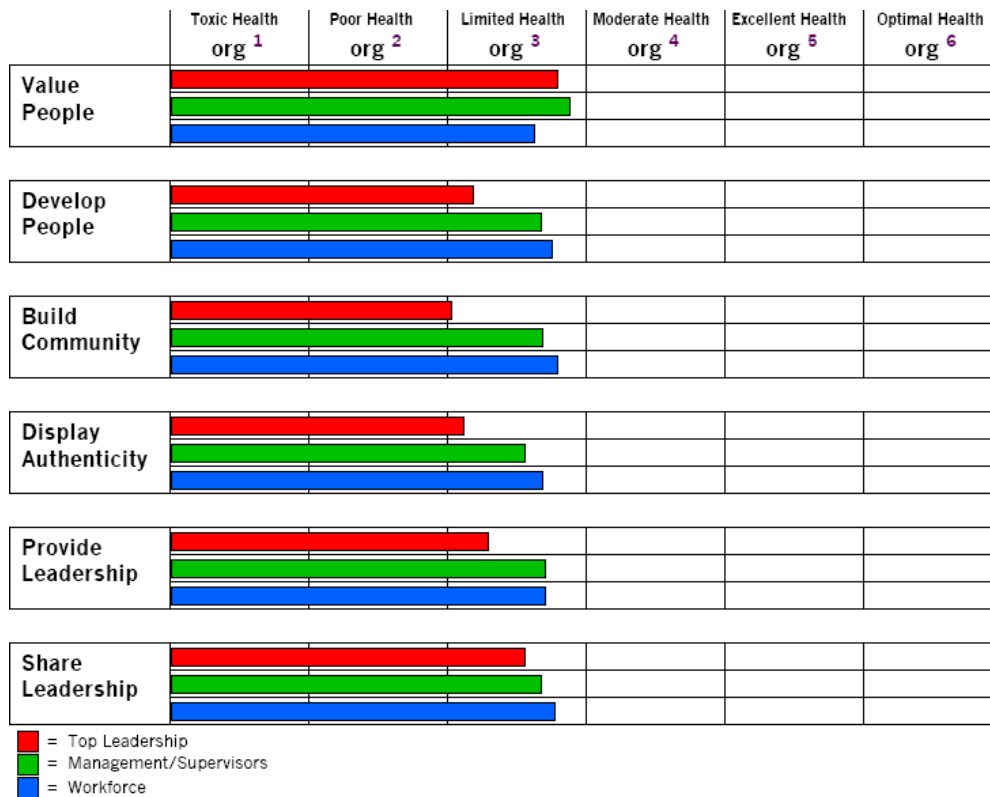 Toxic Health Poor Health Limited Health Moderate Health Excellent Health Optimal Health
org 1 org 2 org 3 org 4 org 5 org 6
Value
People
Develop
People
Build
Community
Display
Authenticity
Provide
Leadership
Share
Leadership
= Top Leadership
= Management/Supervisors
= Workforce